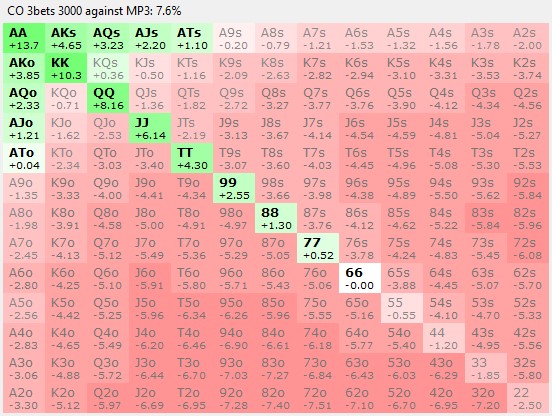 CO 3bets 3000 against MP3: 7.6%
AA AKs AQs AJs ATs A9s A8s A7s A6s A5s A4s A3s A2s
+13.7 +4.65 +3.23 +2.20 +1.10 -0.20 -0.79 -1.21 -1.53 -1.32 -1.56 -1.78 -2.00
AKo KK KQs KJs KTs K9s K8s K7s K6s K5s K4s K3s K2s
+3.85 +10.3 +0.36 -0.50 -1.16 -2.09 -2.63 -2.82 -2.94 -3.10 -3.31 -3.53 -3.74
AQo KQo QQ QJs QTs Q9s Q8s Q7s Q6s Q5s Q4s Q3s Q2s
+2.33 -0.71 +8.16 -1.36 -1.82 -2.72 -3.27 -3.77 -3.76 -3.90 -4.12 -4.34 -4.56
AJo KJo QJo JJ JTs J9s J8s J7s J6s J5s J4s J3s J2s
+1.21 -1.62 -2.53 +6.14 -2.19 -3.13 -3.67 -4.14 -4.54 -4.59 -4.81 -5.04 -5.27
ATo KTo QTo JTo TT T9s T8s T7s T6s T5s T4s T3s T2s
+0.04 -2.34 -3.03 -3.40 +4.30 -3.07 -3.60 -4.03 -4.45 -4.96 -5.08 -5.30 -5.53
A9o K9o Q9o J9o T9o 99 98s 97s 96s 95s 94s 93s 92s
-1.35 -3.33 -4.00 -4.41 -4.34 +2.55 -3.66 -3.98 -4.38 -4.89 -5.50 -5.62 -5.84
A8o K8o Q8o J8o T8o 98o 88 87s 86s 85s 84s 83s 82s
-1.98 -3.91 -4.58 -5.00 -4.91 -4.97 +1.30 -3.76 -4.12 -4.62 -5.22 -5.84 -5.96
A7o K7o Q7o J7o T7o 97o 87o 77 76s 75s 74s 73s 72s
-2.45 -4.13 -5.12 -5.49 -5.36 -5.29 -5.05 +0.52 -3.78 -4.24 -4.83 -5.45 -6.08
A6o K6o Q6o J6o T6o 96o 86o 76o 66 65s 64s 63s 62s
-2.80 -4.25 -5.10 -5.91 -5.80 -5.71 -5.43 -5.06 -0.00 -3.88 -4.45 -5.07 -5.70
A5o K5o Q5o J5o T5o 95o 85o 75o 65o 55 54s 53s 52s
-2.56 -4.42 -5.25 -5.96 -6.34 -6.26 -5.96 -5.55 -5.16 -0.55 -4.10 -4.70 -5.33
A4o K4o Q4o J4o T4o 94o 84o 74o 64o 54o 44 43s 42s
-2.83 -4.65 -5.49 -6.20 -6.46 -6.90 -6.61 -6.18 -5.77 -5.40 -1.20 -4.95 -5.56
A3o K3o Q3o J3o T3o 93o 83o 73o 63o 53o 43o 33 32s
-3.06 -4.88 -5.72 -6.44 -6.70 -7.03 -7.27 -6.84 -6.43 -6.03 -6.29 -1.85 -5.80
A2o K2o Q2o J2o T2o 92o 82o 72o 62o 52o 42o 32o 22
-3.30 -5.12 -5.97 -6.69 -6.95 -7.28 -7.40 -7.51 -7.10 -6.70 -6.95 -7.20 -2.50